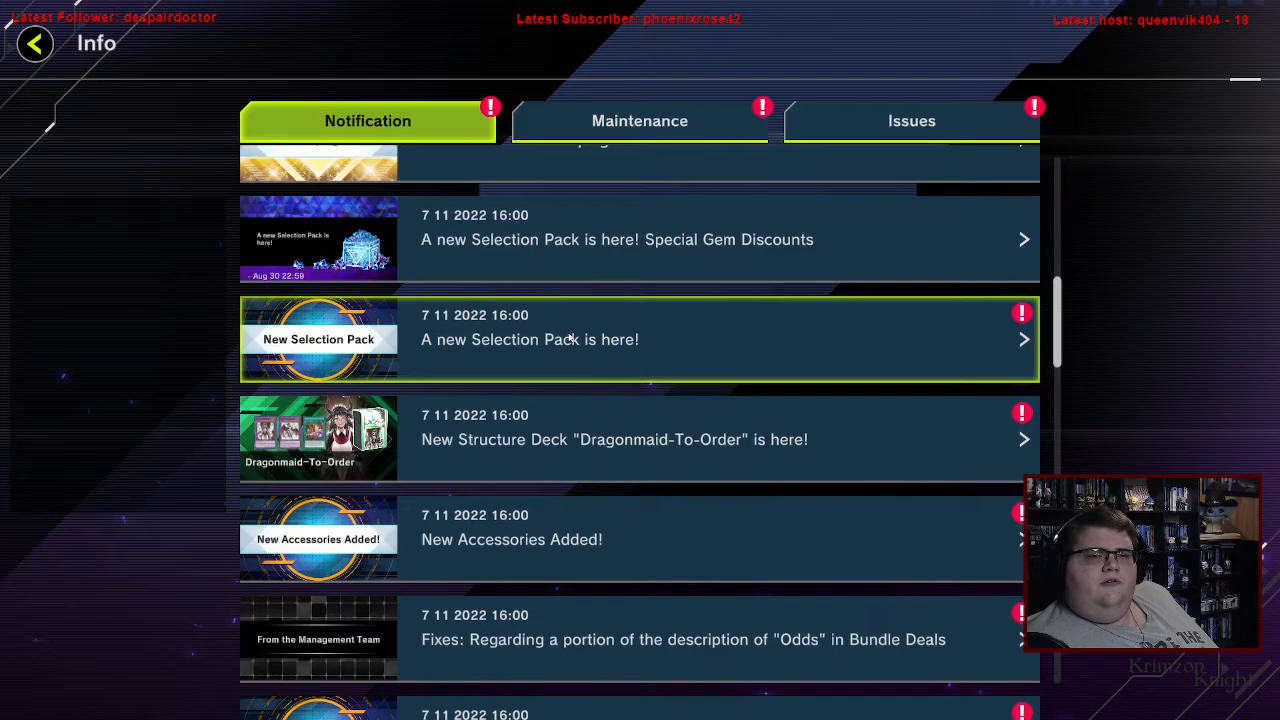 Latest Follower: despairdoctor
Latest Subscriber: phoenixrose42
Latest host: queenvik404 - 18
Info
Notification
Maintenance
Issues
7 11 2022 16:00
A new Selection Pack is here! Special Gem Discounts
A new Selection Pack is here!
- Aug 30 22:59
7 11 2022 16:00
A new Selection Pack is here!
New Selection Pack
7 11 2022 16:00
New Structure Deck "Dragonmaid-To-Order" is here!
Dragonmaid-To-Order
7 11 2022 16:00
New Accessories Added!
New Accessories Added!
7 11 2022 16:00
Fixes: Regarding a portion of the description of "Odds" in Bundle Deals
From the Management Team
7 11 2022 16:00
Krimzon
Knight